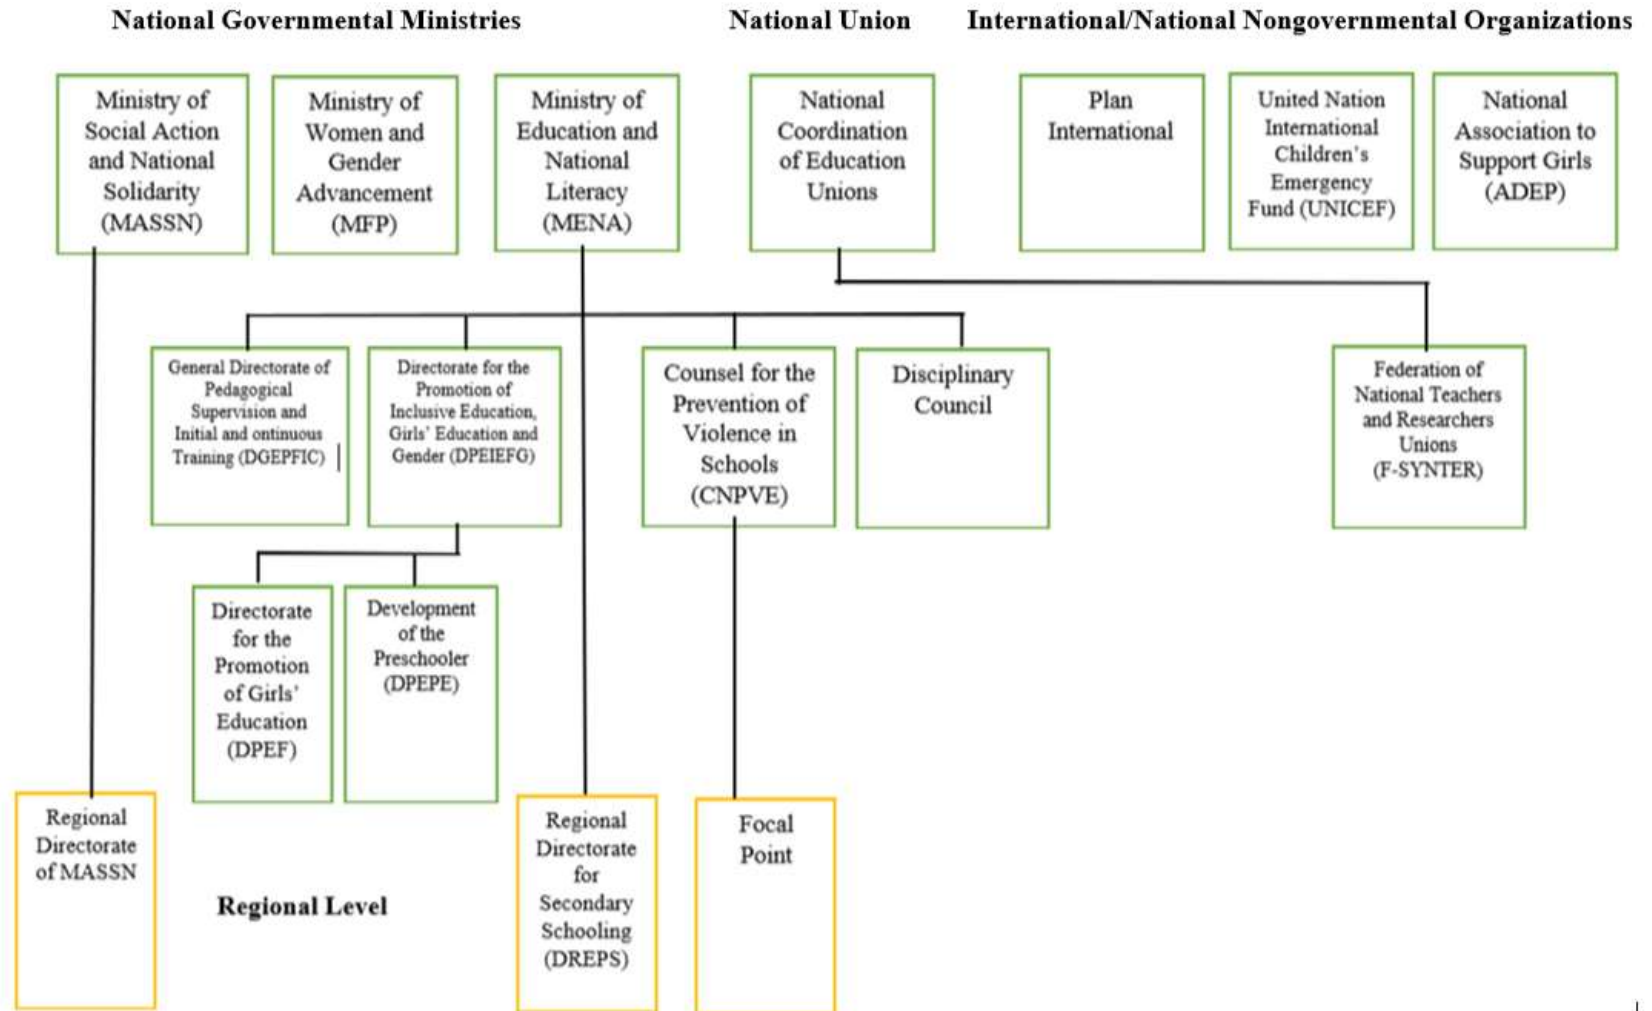 National Governmental Ministries
National Union
International/National Nongovernmental Organizations
Ministry of
Social Action
and National
Solidarity
(MASSN)
Ministry of
Women and
Gender
Advancement
(MFP)
Ministry of
Education and
National
Literacy
(MENA)
National
Coordination
of Education
Unions
Plan
International
United Nation
International
Children's
Emergency
Fund (UNICEF)
National
Association to
Support Girls
(ADEP)
General Directorate of
Pedagogical
Supervision and
Initial and ontinuous
Training (DGEPFIC)
Directorate for the
Promotion of
Inclusive Education,
Girls' Education and
Gender (DPEIEFG)
Counsel for the
Prevention of
Violence in
Schools
(CNPVE)
Disciplinary
Council
Federation of
National Teachers
and Researchers
Unions
(F-SYNTER)
Directorate
for the
Promotion
of Girls'
Education
(DPEF)
Development
of the
Preschooler
(DPEPE)
Regional
Directorate
of MASSN
Regional Level
Regional
Directorate
for
Secondary
Schooling
(DREPS)
Focal
Point